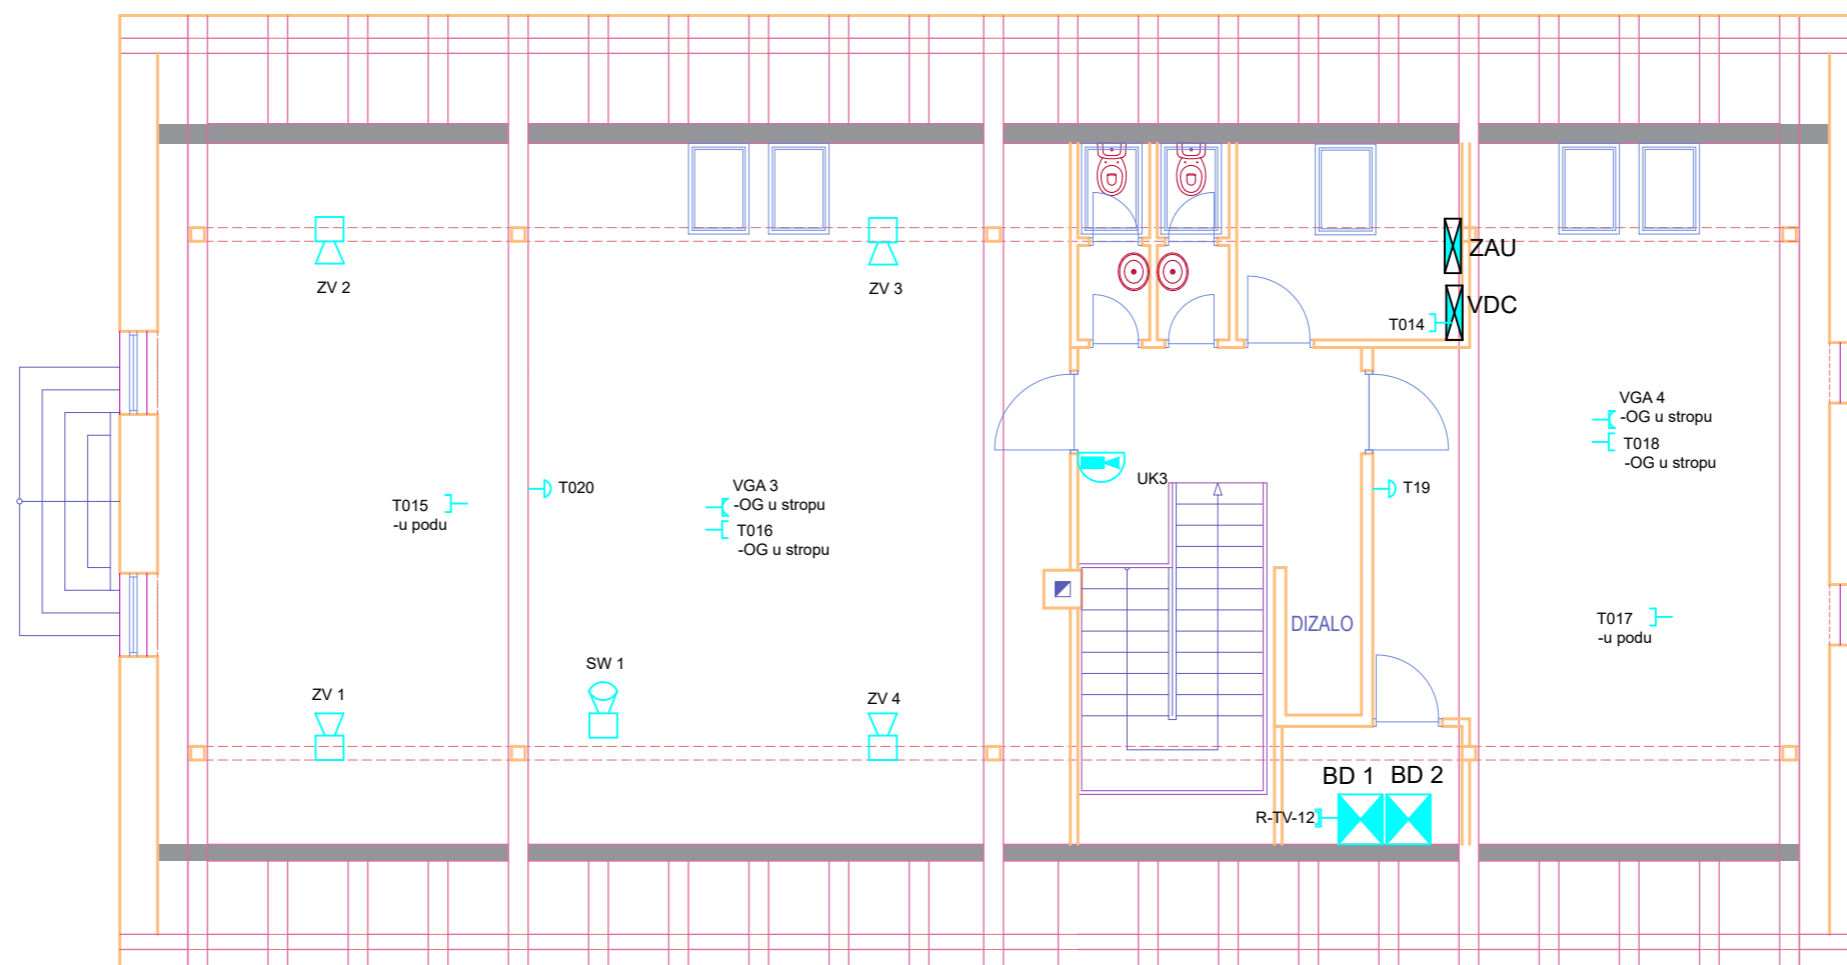 ZV 2
ZV 3
ZAU
VDC
T014
VGA 4
-OG u stropu
T018
-OG u stropu
T015
-u podu
T020
VGA 3
-OG u stropu
T016
-OG u stropu
UK3
T19
DIZALO
T017
-u podu
ZV 1
SW 1
ZV 4
BD 1
BD 2
R-TV-12